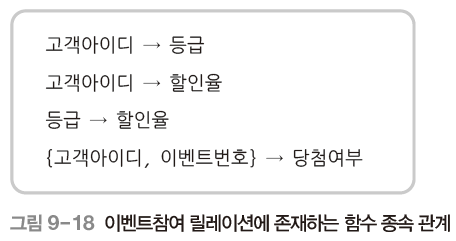 고객아이디 → 등급
고객아이디 → 할인율
등급 → 할인율
{고객아이디, 이벤트번호} → 당첨여부
그림 9-18 이벤트참여 릴레이션에 존재하는 함수 종속 관계